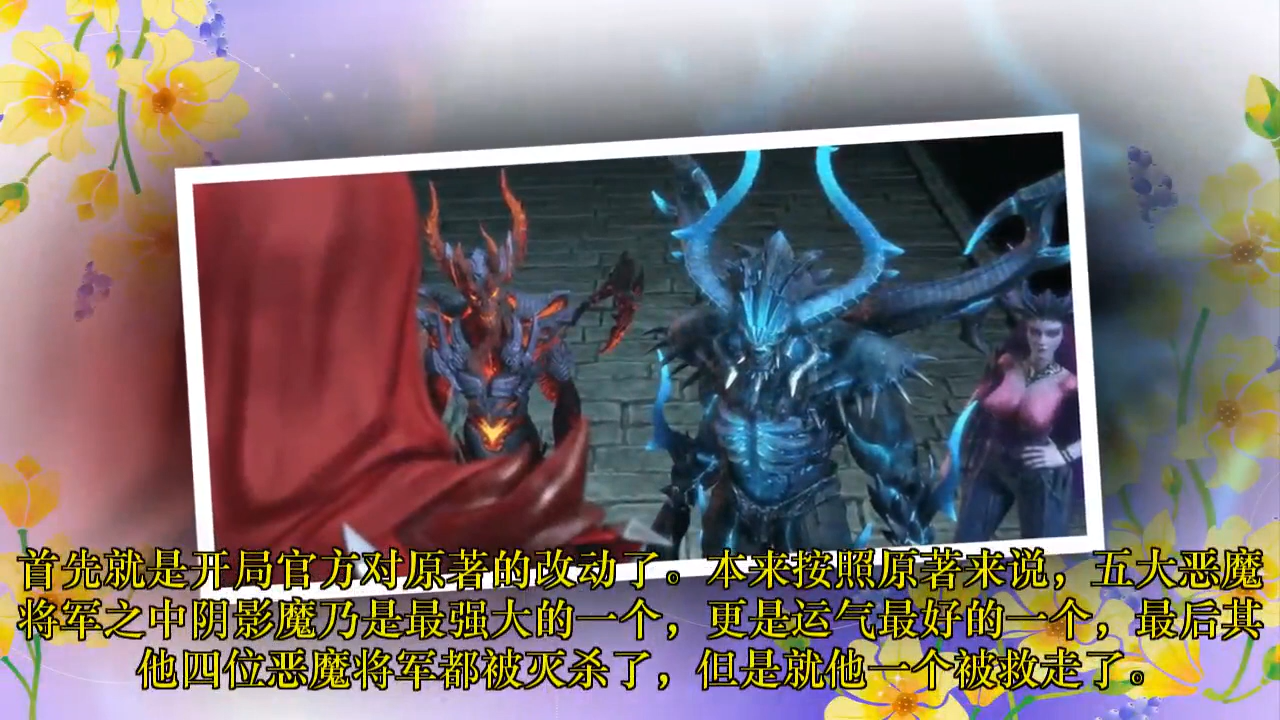 首先就是开局官方对原著的改动了。本来按照原著来说，五大恶魔
将军之中阴影魔乃是最强大的一个，更是运气最好的一个，最后其
他四位恶魔将军都被灭杀了，但是就他一个被救走了。